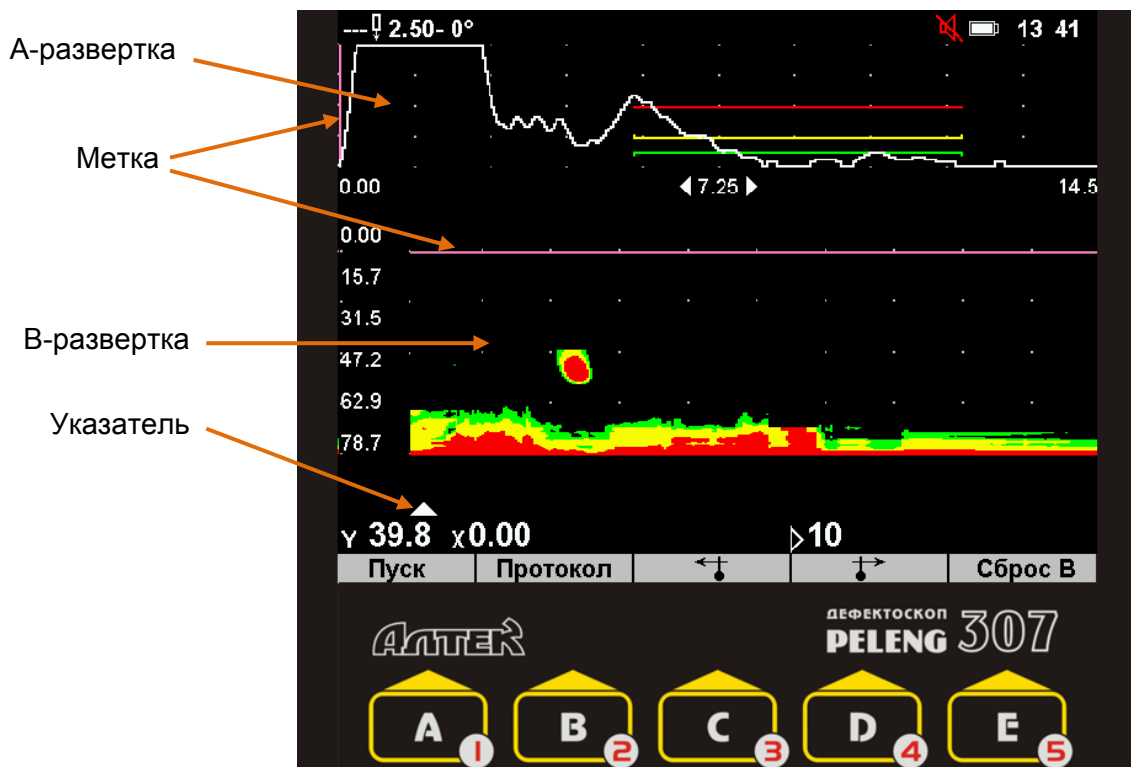 А-развертка
Метка
В-развертка
Указатель
--- 2.50- 0° 13 41
0.00 7.25 14.5
0.00
15.7
31.5
47.2
62.9
78.7
Y 39.8 X0.00 10
Пуск Протокол Сброс В
АЛТЕК ДЕФЕКТОСКОП
PELENG 307
A B C D E
1 2 3 4 5